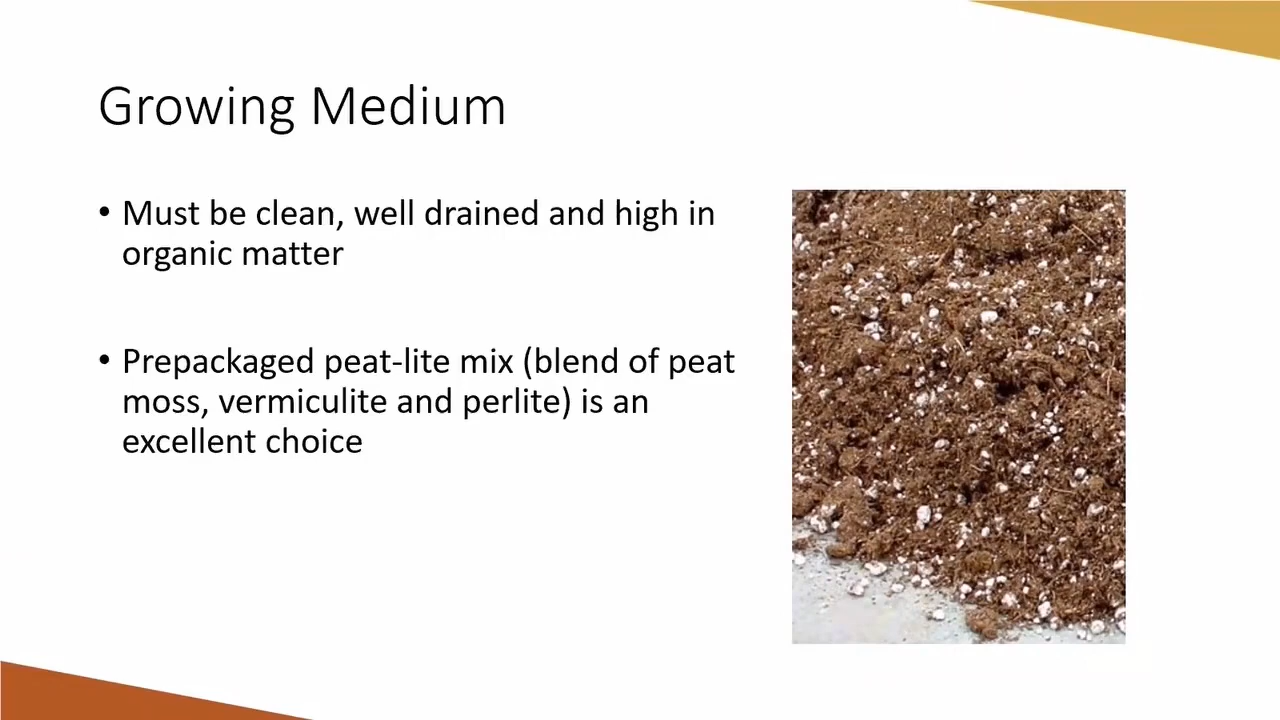 Growing Medium
• Must be clean, well drained and high in
organic matter
• Prepackaged peat-lite mix (blend of peat
moss, vermiculite and perlite) is an
excellent choice